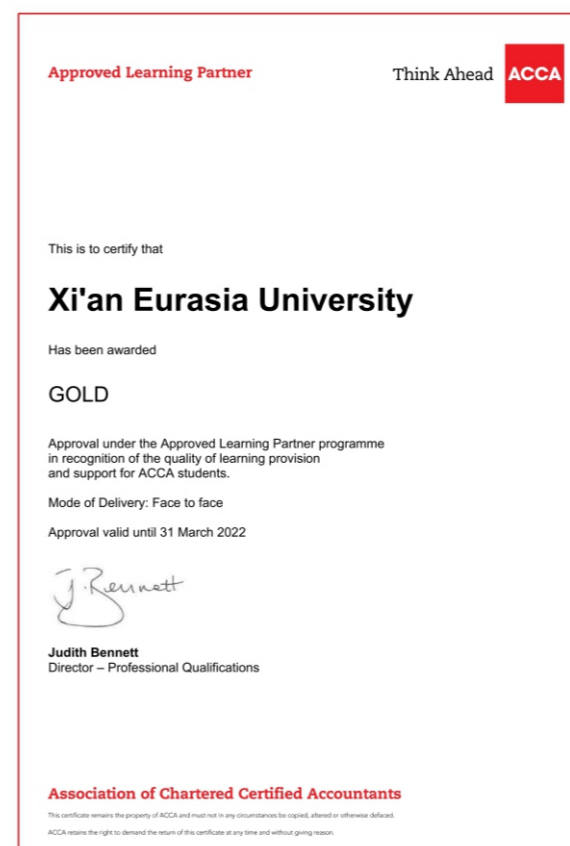 Approved Learning Partner
Think Ahead ACCA
This is to certify that
Xi'an Eurasia University
Has been awarded
GOLD
Approval under the Approved Learning Partner programme
in recognition of the quality of learning provision
and support for ACCA students.
Mode of Delivery: Face to face
Approval valid until 31 March 2022
J. Bennett
Judith Bennett
Director – Professional Qualifications
Association of Chartered Certified Accountants
This certificate remains the property of ACCA and must not in any circumstances be copied, altered or otherwise defaced.
ACCA retains the right to demand the return of this certificate at any time and without giving reason.